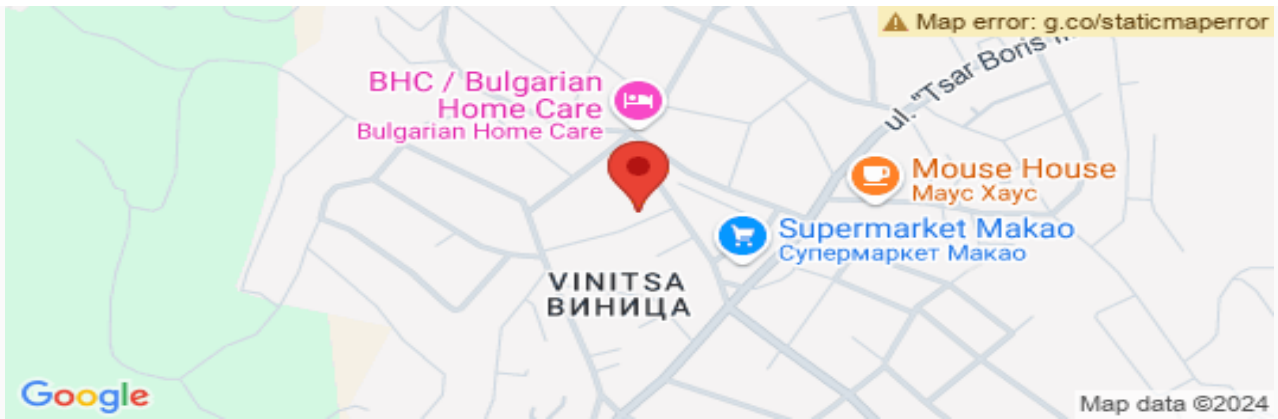 Map error: g.co/staticmaperror
BHC / Bulgarian
Home Care
Bulgarian Home Care
ul. "Tsar Boris
Mouse House
Маус Хаус
Supermarket Makao
Супермаркет Макао
VINITSA
ВИНИЦА
Google
Map data ©2024